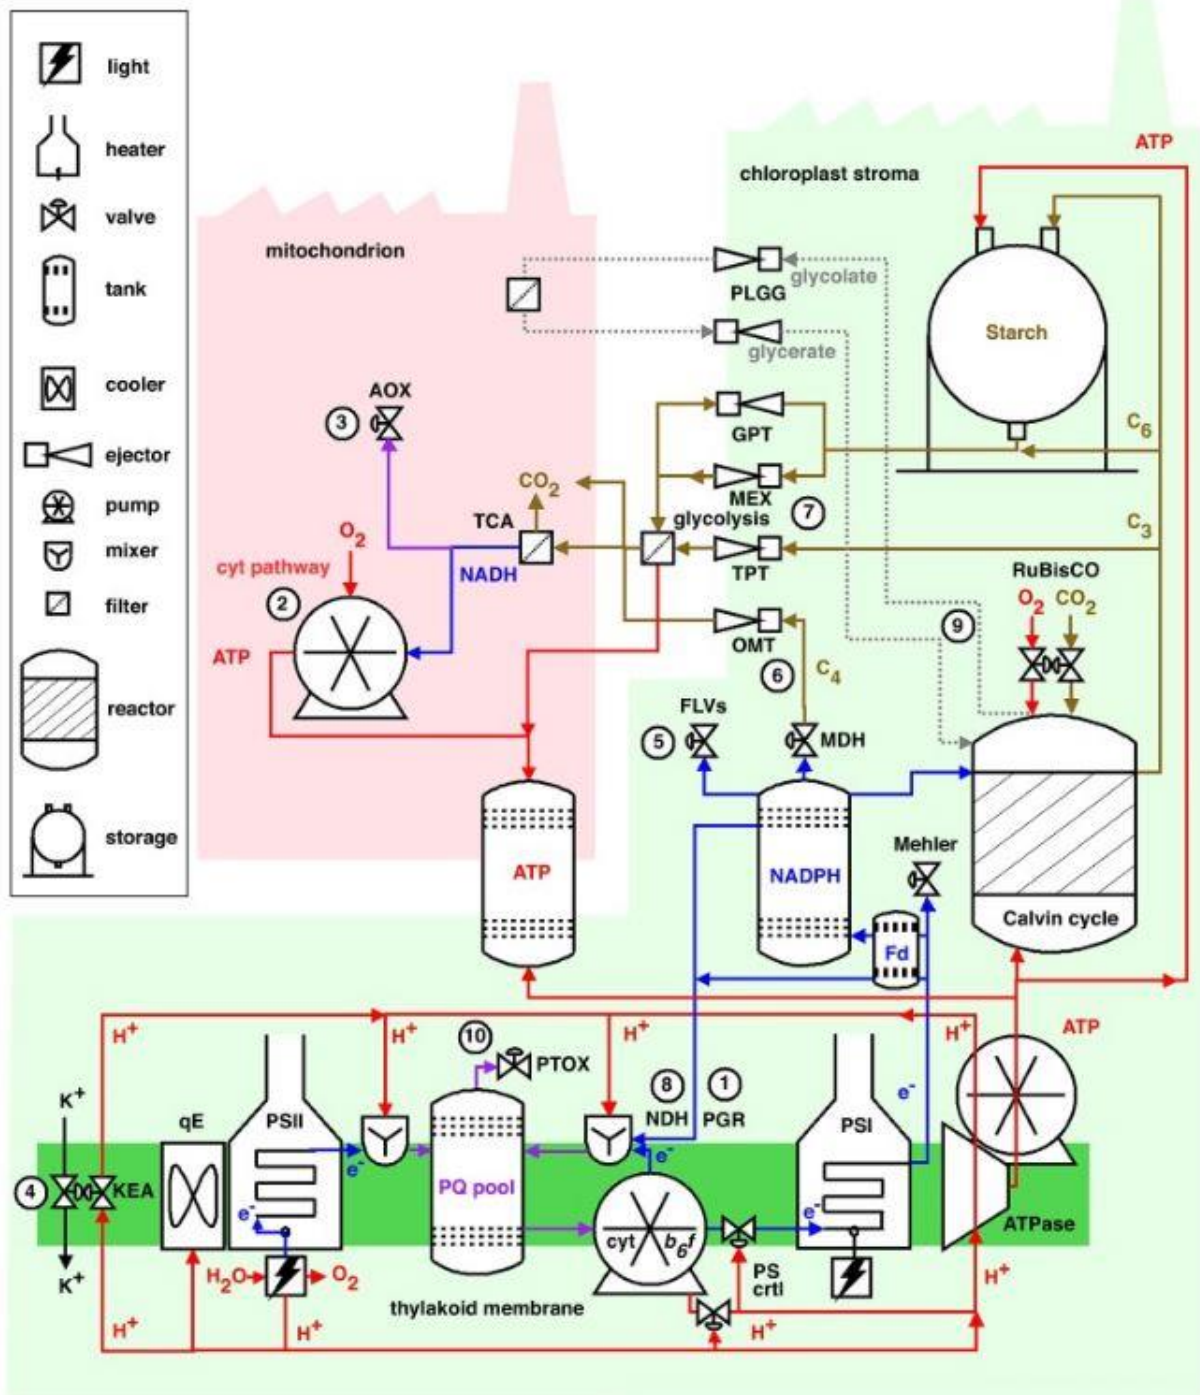 light
heater
valve
tank
cooler
ejector
pump
mixer
filter
reactor
storage
ATP
chloroplast stroma
mitochondrion
glycolate
PLGG
glycerate
Starch
AOX
3
GPT
C6
MEX
7
CO2
TCA
glycolysis
C3
O2
NADH
TPT
cyt pathway
RuBisCO
2
O2 CO2
9
ATP
OMT
6
C4
FLVs
5
MDH
Mehler
ATP
NADPH
Calvin cycle
Fd
H+
H+
H+
H+
ATP
10
PTOX
K+
8
1
e-
qE
PSII
NDH
PGR
PSI
e-
e-
4
KEA
PQ pool
e-
e-
cyt b6f
ATPase
H2O
O2
PS
crtl
H+
K+
thylakoid membrane
H+
H+
H+